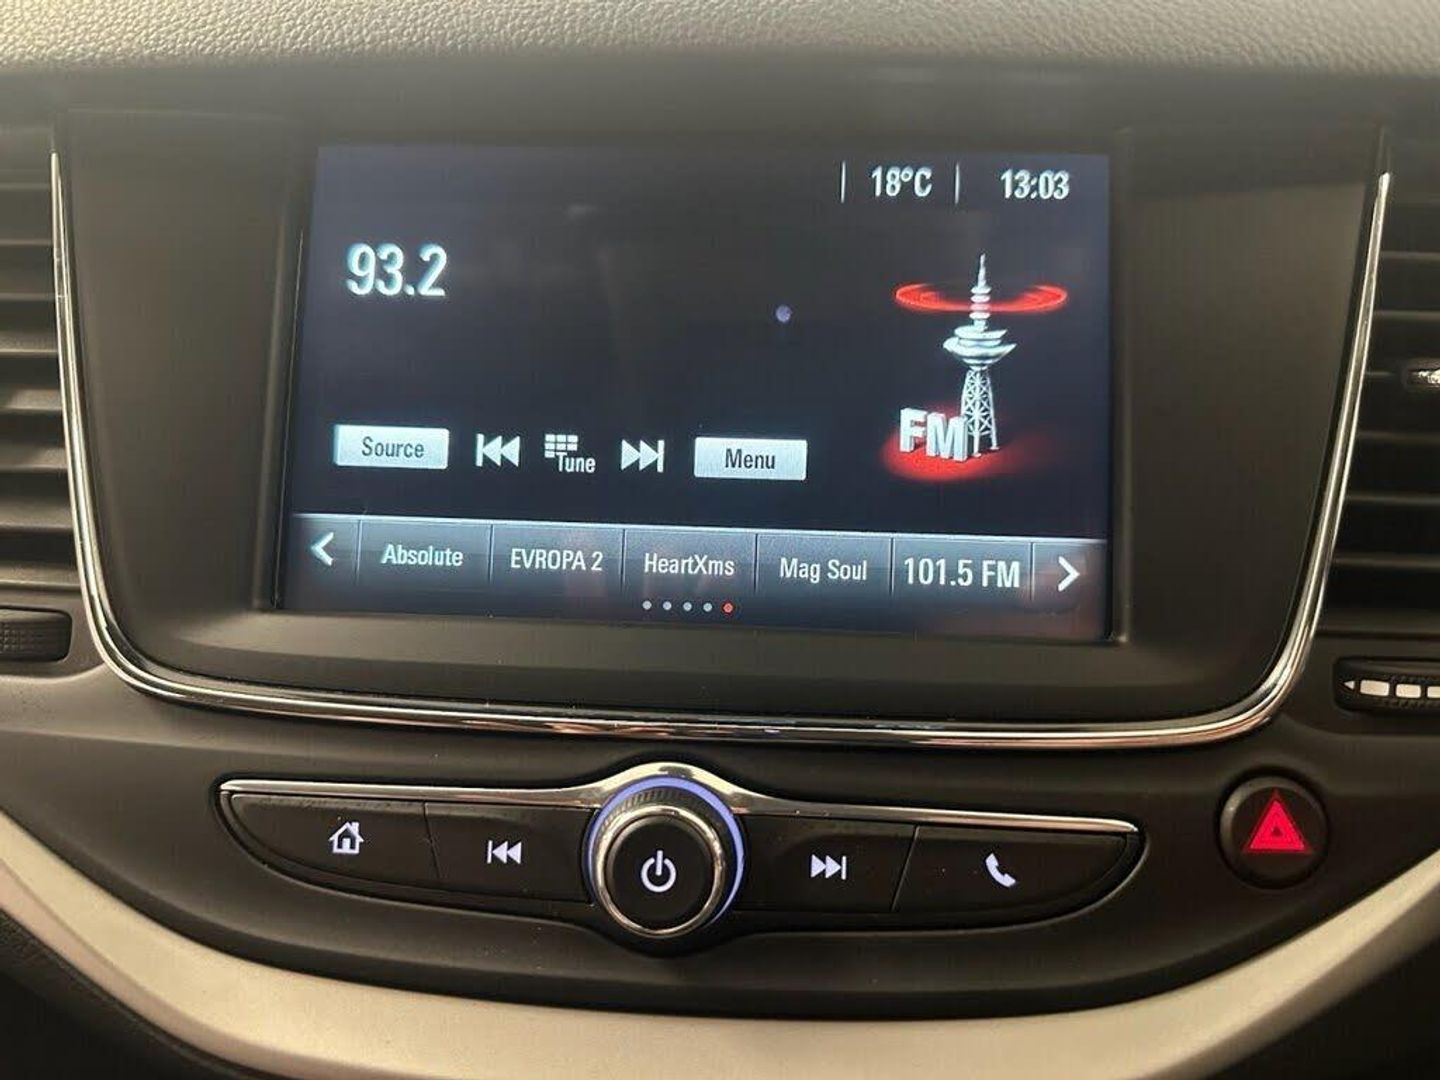 18°C 13:03
93.2
FM
Source Tune Menu
Absolute EVROPA 2 HeartXms Mag Soul 101.5 FM